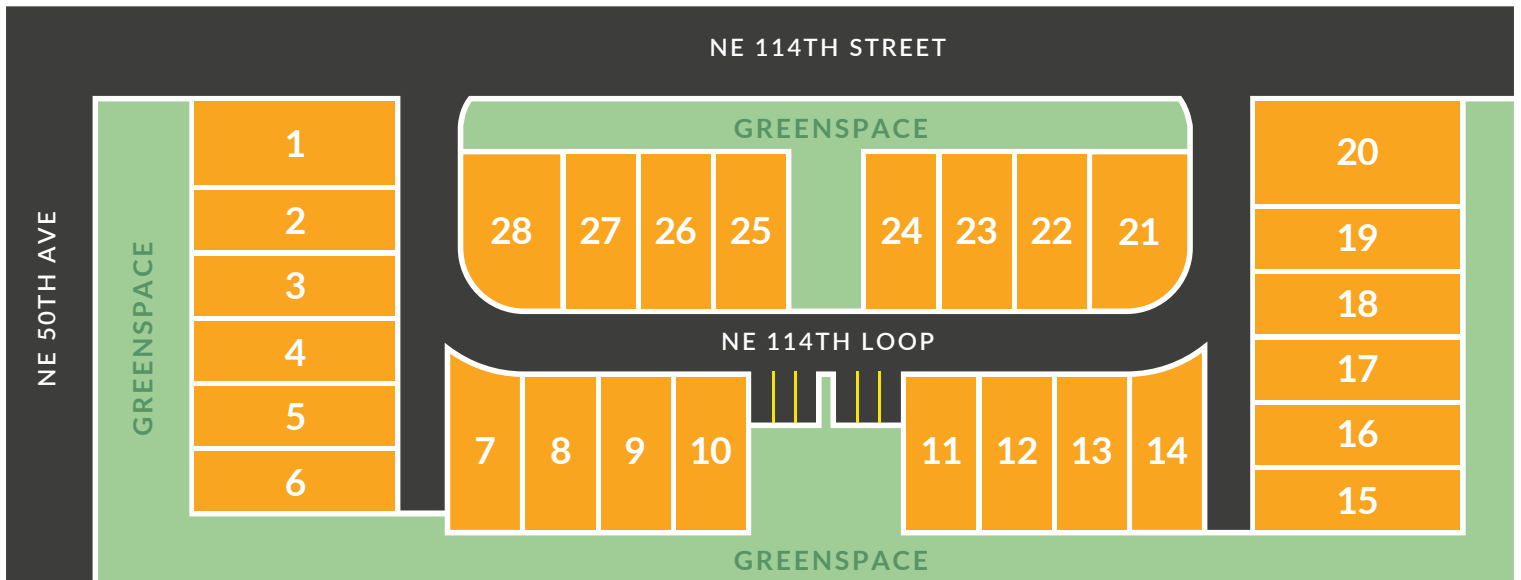 NE 114TH STREET
NE 50TH AVE
GREENSPACE
1
2
3
4
5
6
GREENSPACE
28 27 26 25 24 23 22 21
NE 114TH LOOP
7 8 9 10 11 12 13 14
20
19
18
17
16
15
GREENSPACE